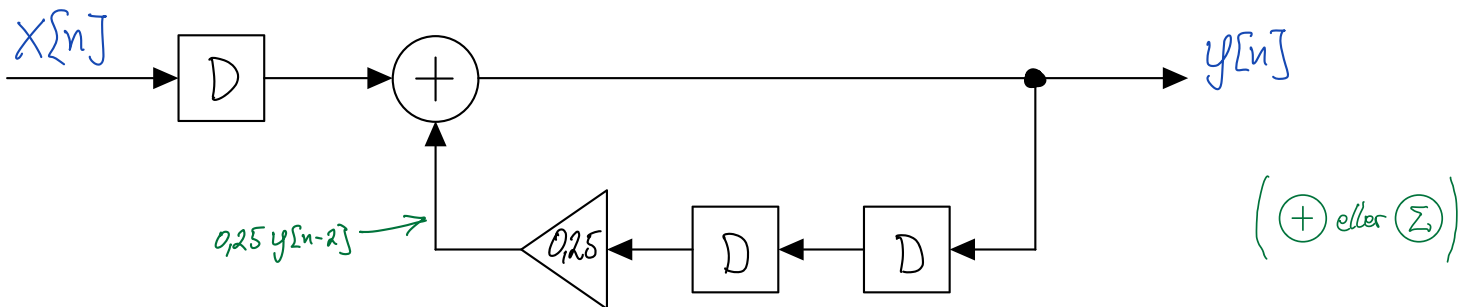 X[n]
D
+
y[n]
0,25 y[n-2]
0,25
D
D
( + eller Σ )